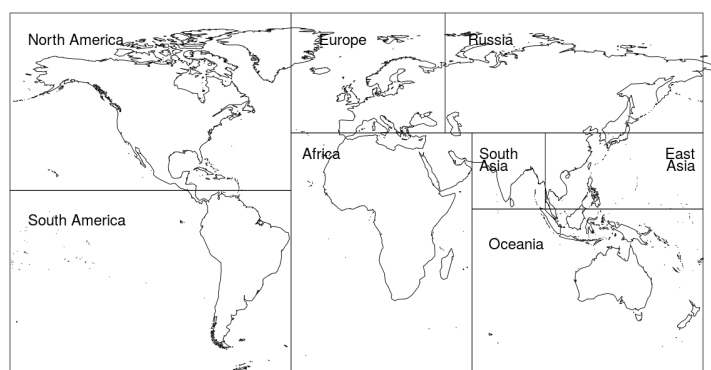 North America
Europe
Russia
Africa
South
Asia
East
Asia
South America
Oceania